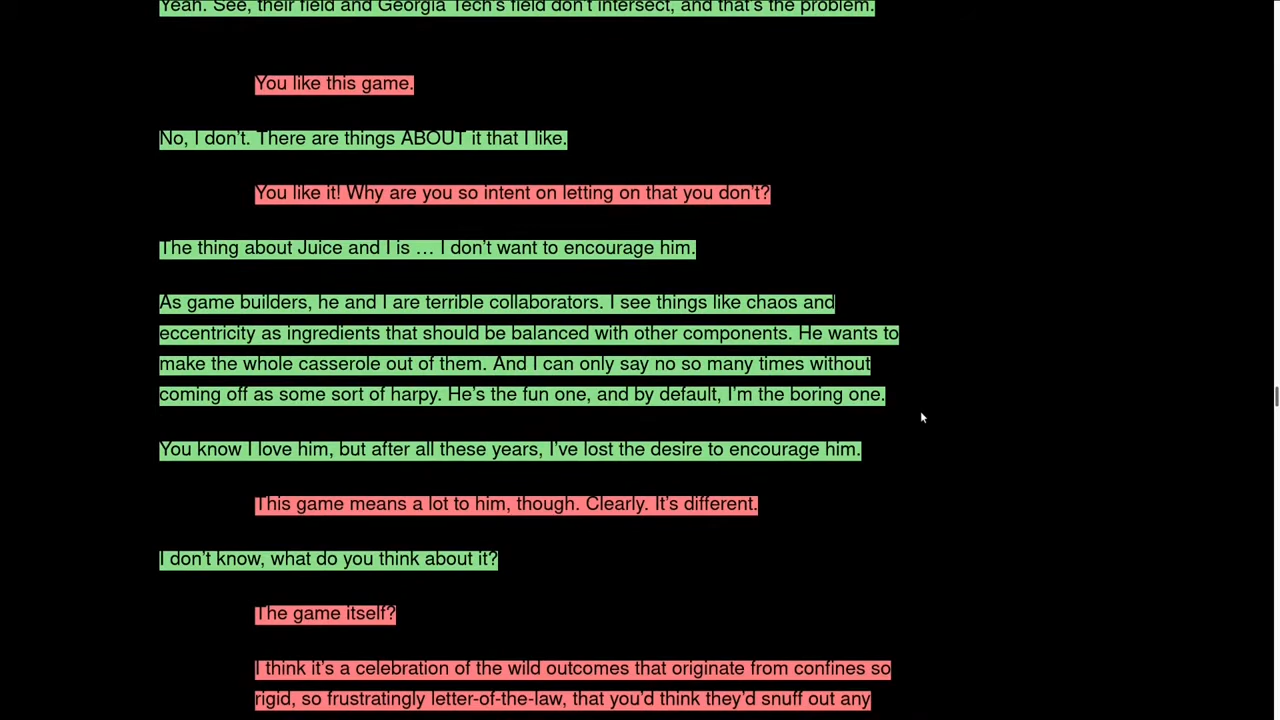 Yeah. See, their field and Georgia Tech's field don't intersect, and that's the problem.
You like this game.
No, I don't. There are things ABOUT it that I like.
You like it! Why are you so intent on letting on that you don't?
The thing about Juice and I is … I don't want to encourage him.
As game builders, he and I are terrible collaborators. I see things like chaos and
eccentricity as ingredients that should be balanced with other components. He wants to
make the whole casserole out of them. And I can only say no so many times without
coming off as some sort of harpy. He's the fun one, and by default, I'm the boring one.
You know I love him, but after all these years, I've lost the desire to encourage him.
This game means a lot to him, though. Clearly. It's different.
I don't know, what do you think about it?
The game itself?
I think it's a celebration of the wild outcomes that originate from confines so
rigid, so frustratingly letter-of-the-law, that you'd think they'd snuff out any